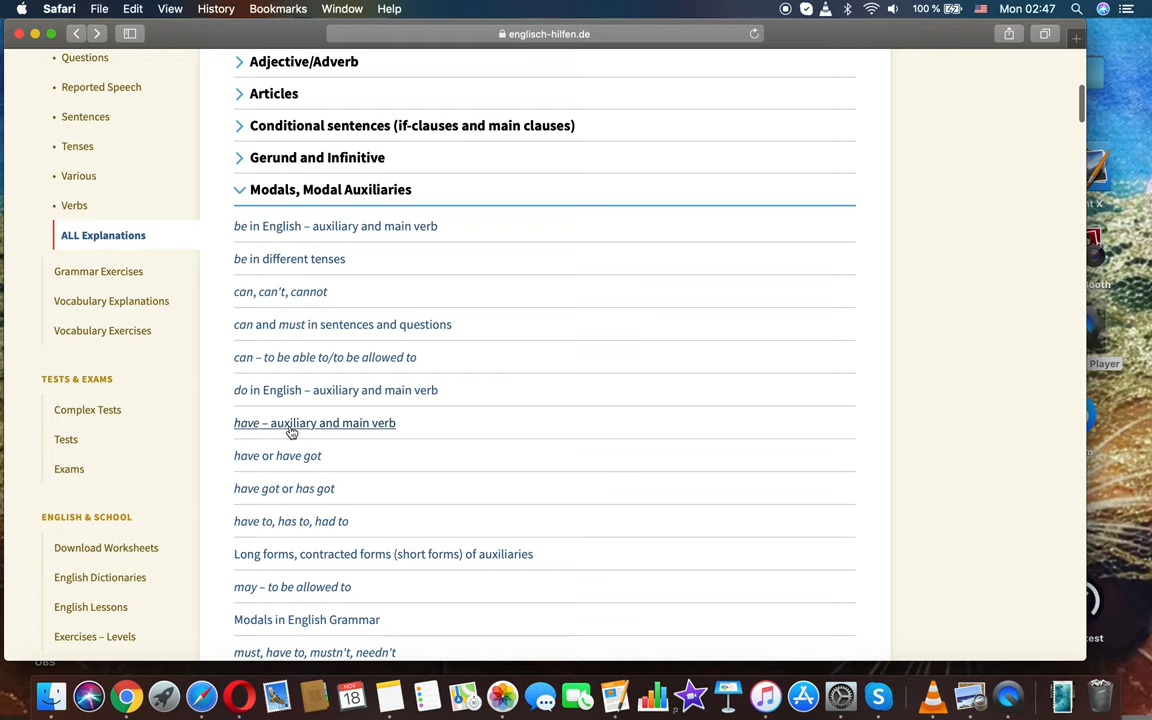 Safari File Edit View History Bookmarks Window Help
100 % Mon 02:47
englisch-hilfen.de
Questions
Reported Speech
Sentences
Tenses
Various
Verbs
ALL Explanations
Grammar Exercises
Vocabulary Explanations
Vocabulary Exercises
TESTS & EXAMS
Complex Tests
Tests
Exams
ENGLISH & SCHOOL
Download Worksheets
English Dictionaries
English Lessons
Exercises – Levels
Adjective/Adverb
Articles
Conditional sentences (if-clauses and main clauses)
Gerund and Infinitive
Modals, Modal Auxiliaries
be in English – auxiliary and main verb
be in different tenses
can, can't, cannot
can and must in sentences and questions
can – to be able to/to be allowed to
do in English – auxiliary and main verb
have – auxiliary and main verb
have or have got
have got or has got
have to, has to, had to
Long forms, contracted forms (short forms) of auxiliaries
may – to be allowed to
Modals in English Grammar
must, have to, mustn't, needn't
Player
OBS
NOV
18